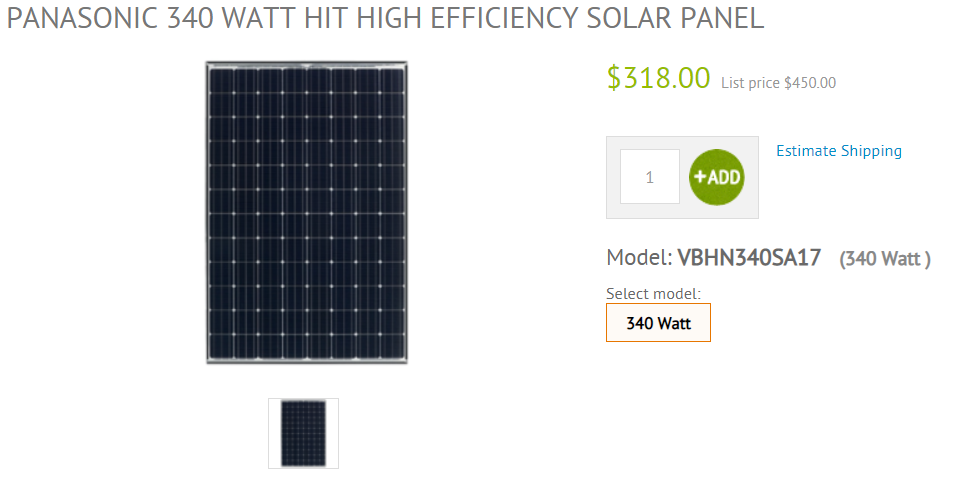 PANASONIC 340 WATT HIT HIGH EFFICIENCY SOLAR PANEL
$318.00 List price $450.00
1 +ADD Estimate Shipping
Model: VBHN340SA17 (340 Watt )
Select model:
340 Watt